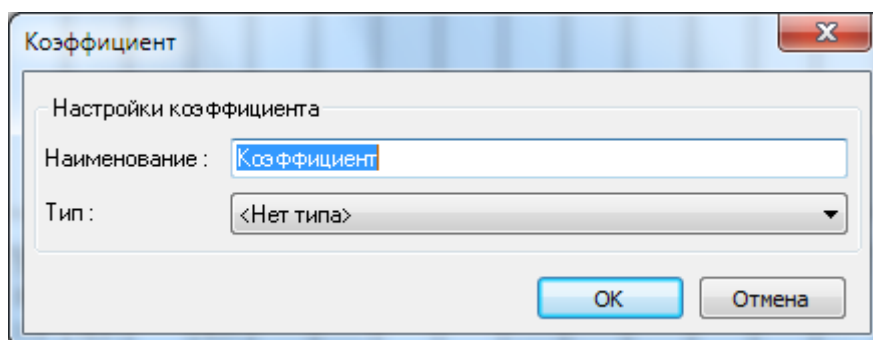 Коэффициент
Настройки коэффициента
Наименование : Коэффициент
Тип : <Нет типа>
OK Отмена